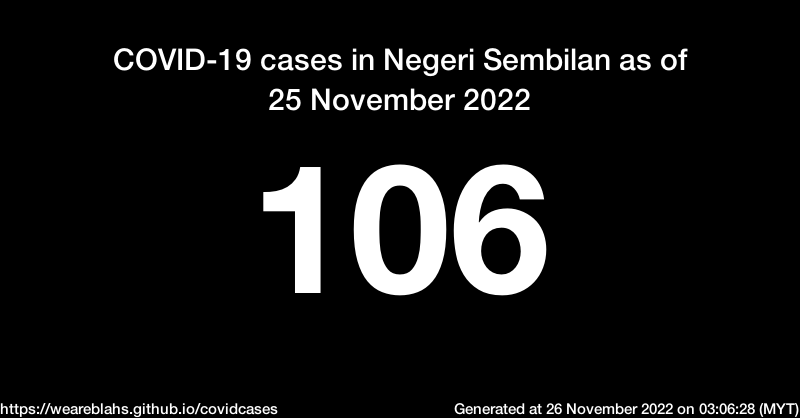 COVID-19 cases in Negeri Sembilan as of
25 November 2022
106
https://weareblahs.github.io/covidcases
Generated at 26 November 2022 on 03:06:28 (MYT)